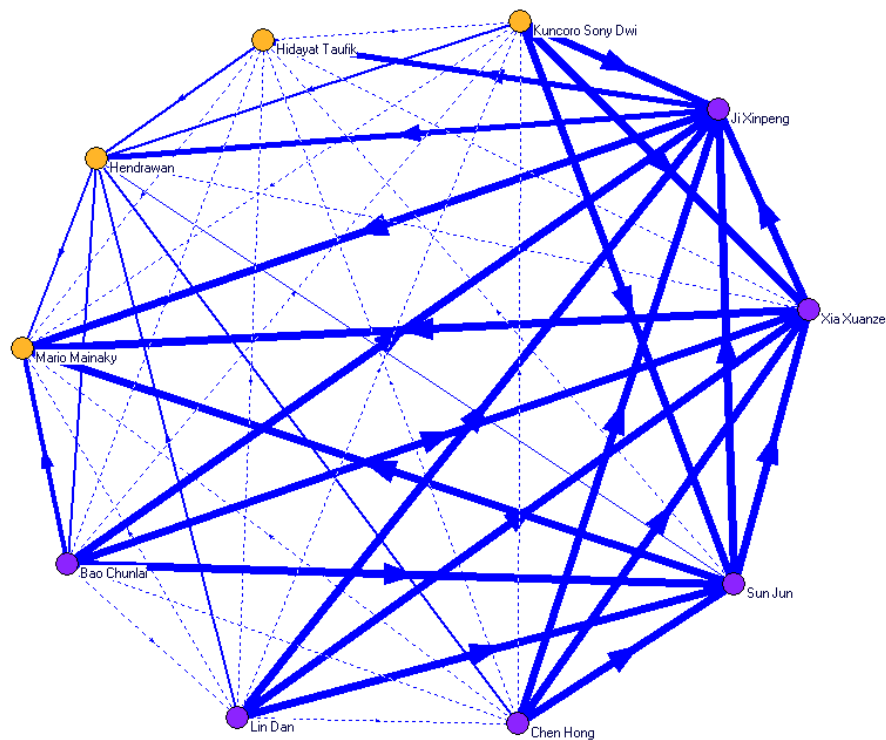 Kuncoro Sony Dwi
Hidayat Taufik
Ji Xinpeng
Hendrawan
Xia Xuanze
Mario Mainaky
Bao Chunlai
Sun Jun
Lin Dan
Chen Hong